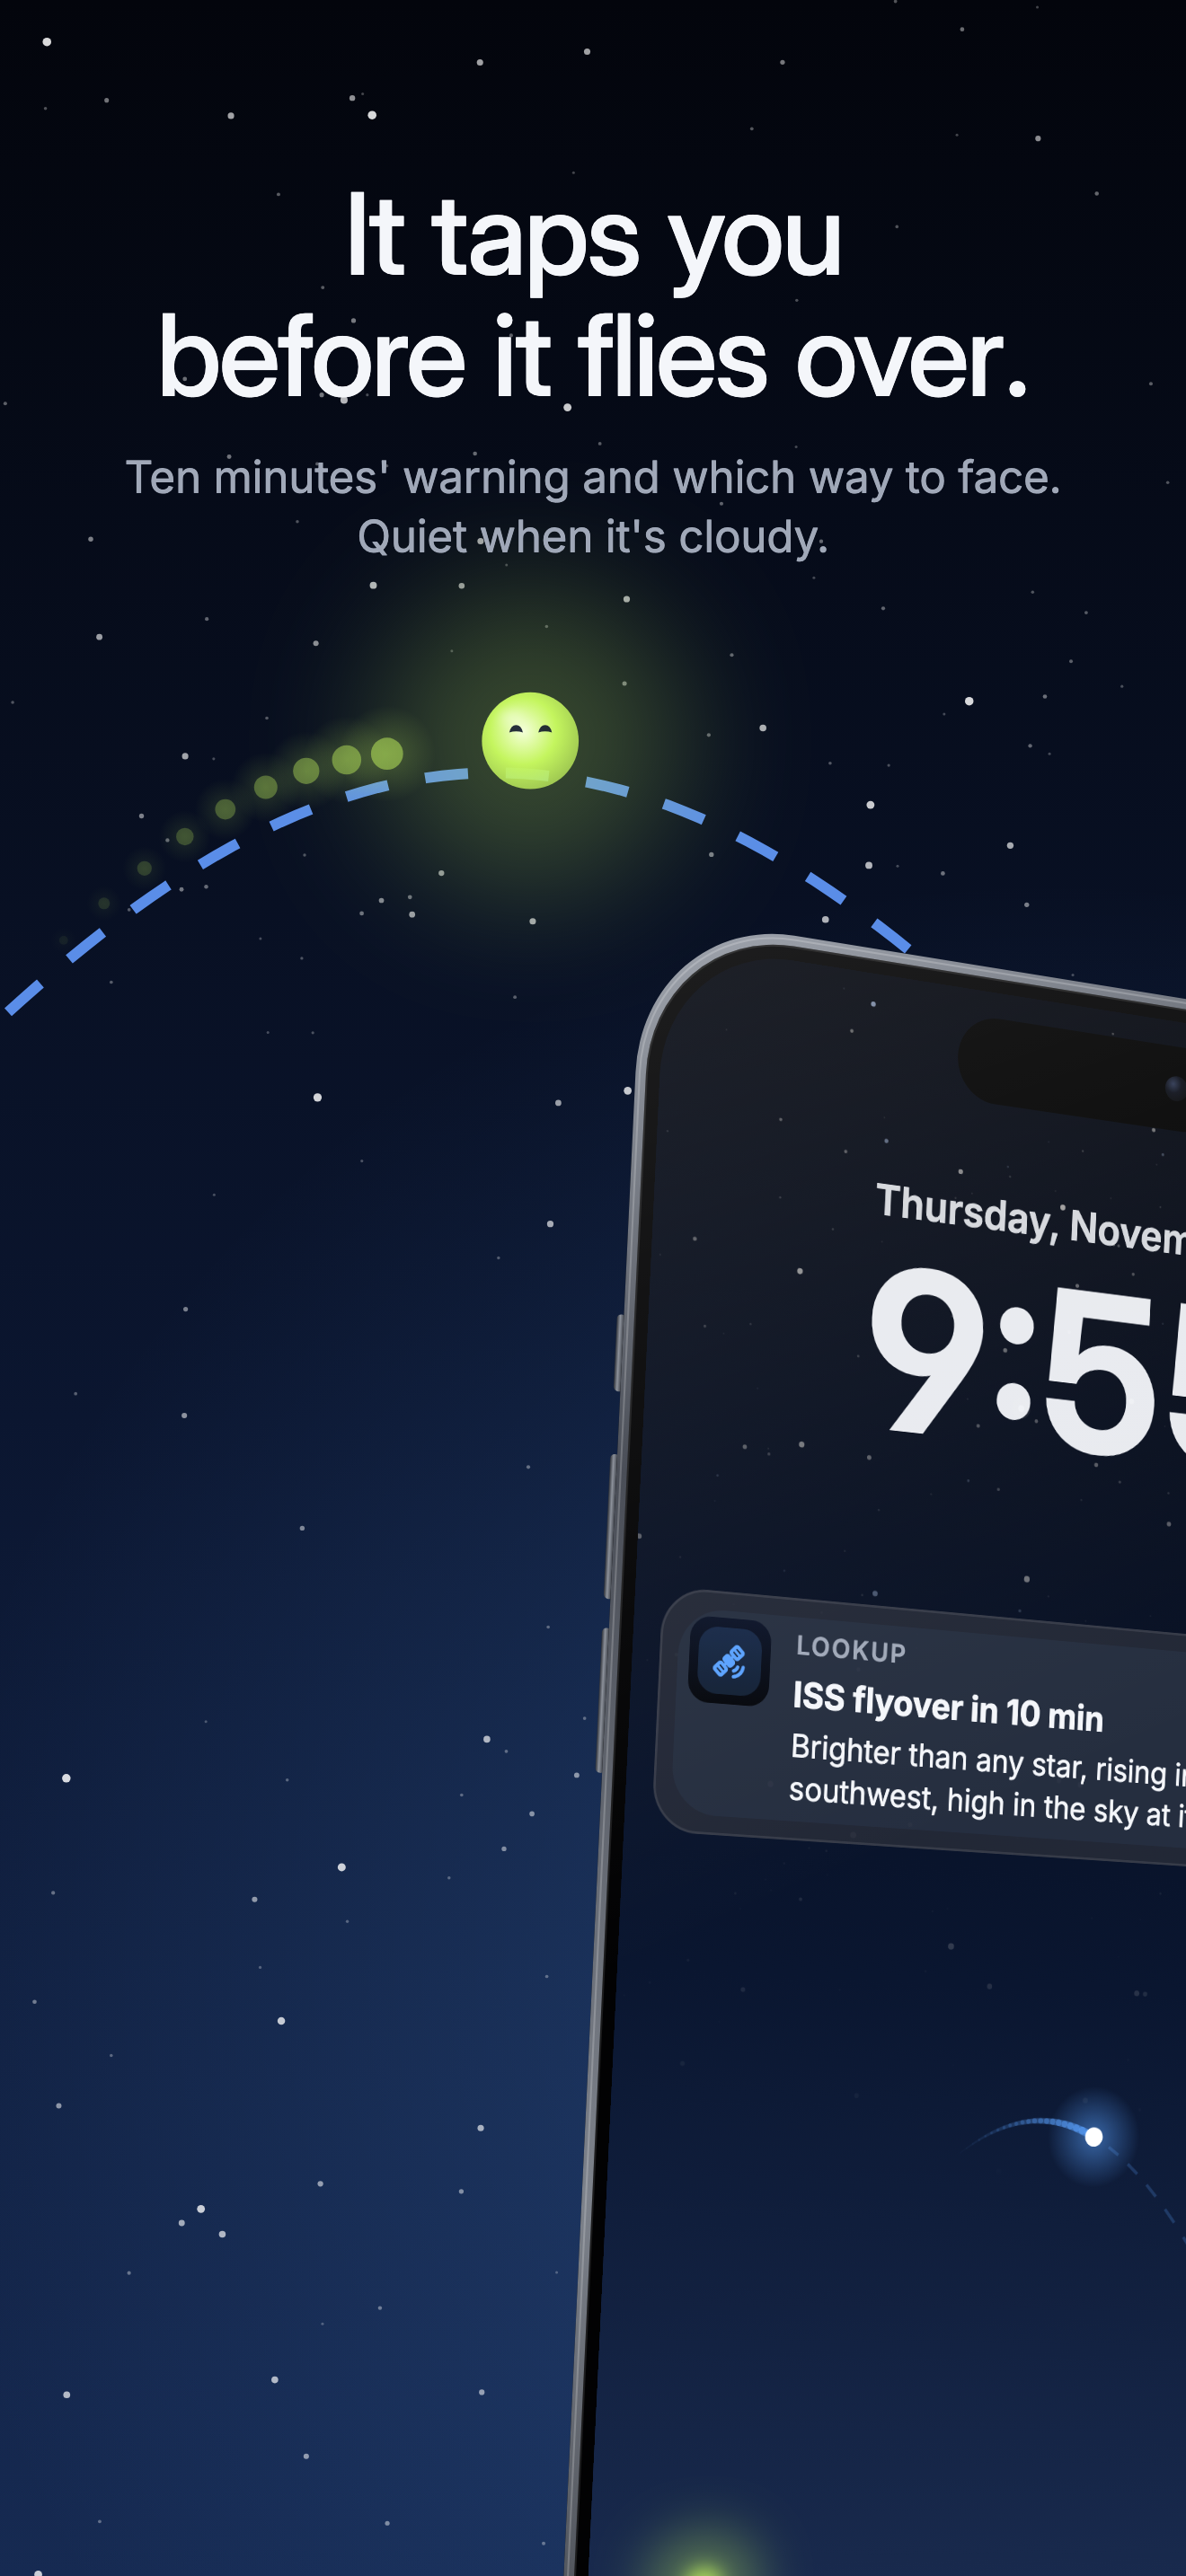 It taps you
before it flies over.
Ten minutes' warning and which way to face.
Quiet when it's cloudy.
Thursday, Novem
9:55
LOOKUP
ISS flyover in 10 min
Brighter than any star, rising
southwest, high in the sky at